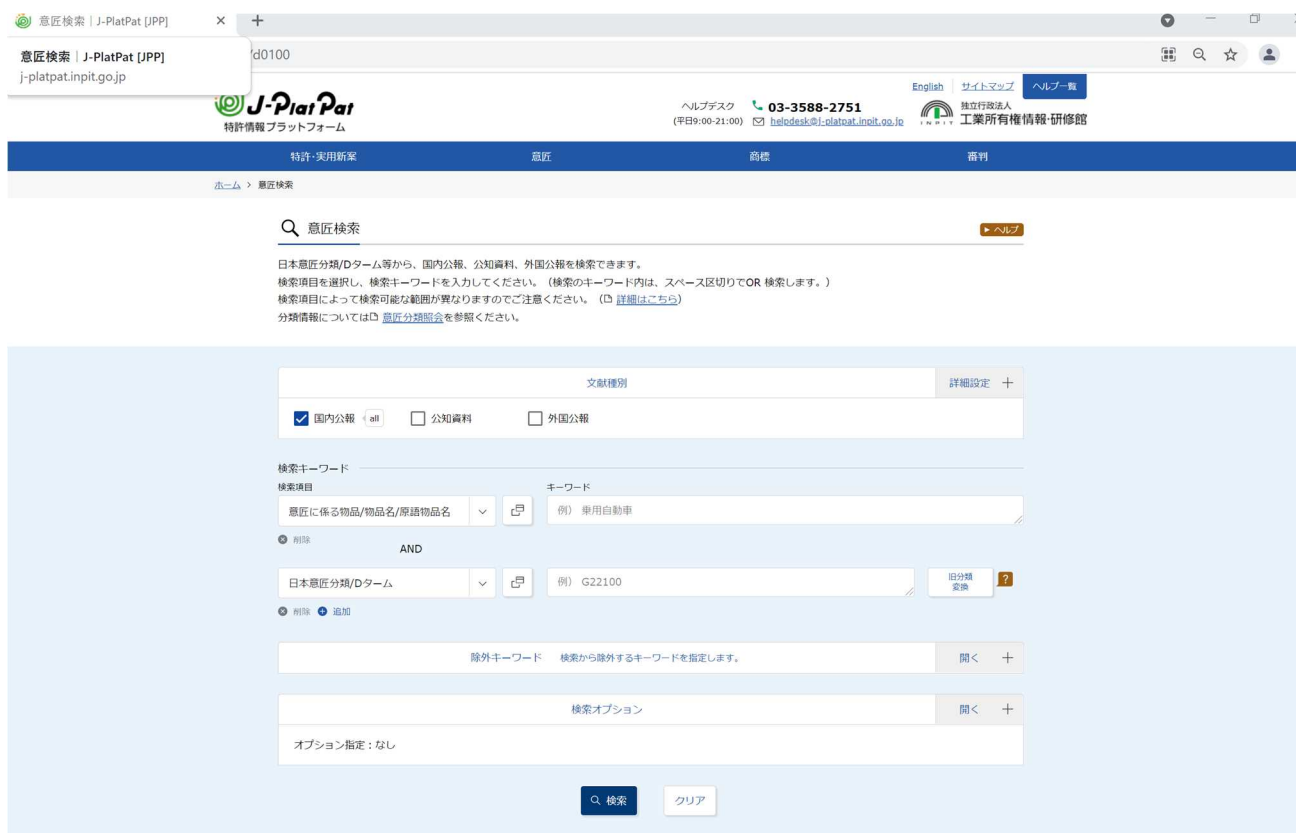 意匠検索｜J-PlatPat [JPP]
意匠検索｜J-PlatPat [JPP]
j-platpat.inpit.go.jp
d0100
English サイトマップ ヘルプ一覧
J-PlatPat
特許情報プラットフォーム
ヘルプデスク 03-3588-2751
(平日9:00-21:00) helpdesk@j-platpat.inpit.go.jp
INPIT
独立行政法人
工業所有権情報・研修館
特許・実用新案 意匠 商標 審判
ホーム > 意匠検索
意匠検索
ヘルプ
日本意匠分類/Dターム等から、国内公報、公知資料、外国公報を検索できます。
検索項目を選択し、検索キーワードを入力してください。（検索のキーワード内は、スペース区切りでOR 検索します。）
検索項目によって検索可能な範囲が異なりますのでご注意ください。（詳細はこちら）
分類情報については意匠分類照会を参照ください。
文献種別 詳細設定
国内公報 all 公知資料 外国公報
検索キーワード
検索項目 キーワード
意匠に係る物品/物品名/原語物品名 例） 乗用自動車
削除
AND
日本意匠分類/Dターム 例） G22100 旧分類変換 ?
削除 追加
除外キーワード 検索から除外するキーワードを指定します。 開く
検索オプション 開く
オプション指定：なし
検索 クリア